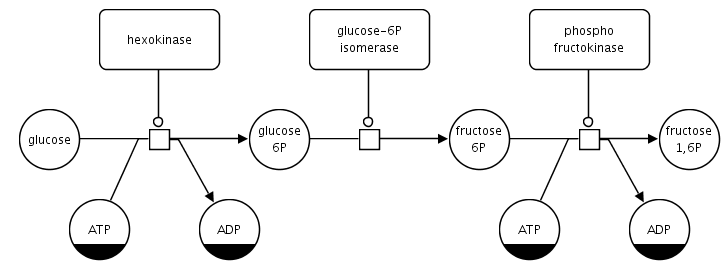 hexokinase
glucose-6P
isomerase
phospho
fructokinase
glucose
glucose
6P
fructose
6P
fructose
1,6P
ATP
ADP
ATP
ADP